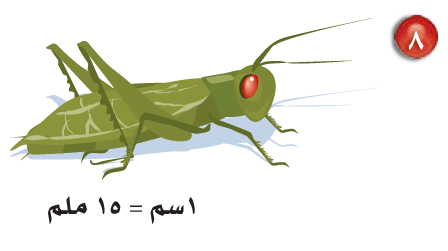 ٨
١سم = ١٥ ملم